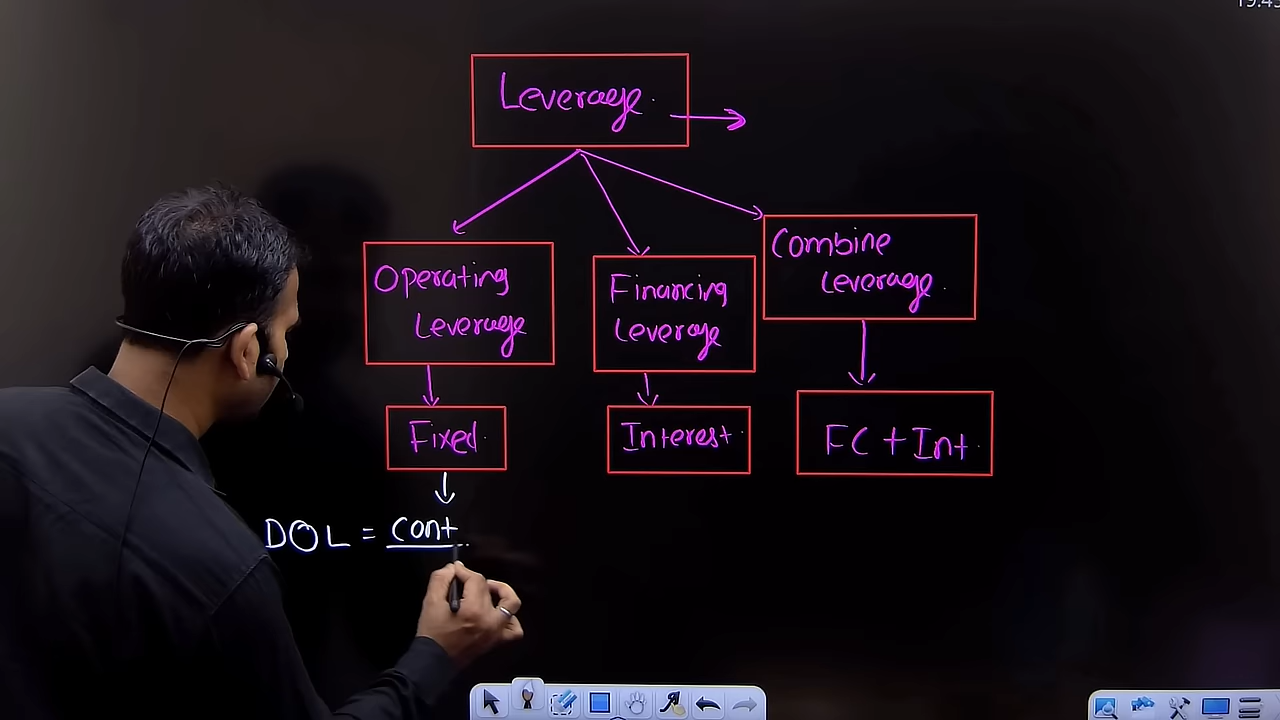 Leverage.
Operating
Leverage
Financing
Leverage
Combine
Leverage.
Fixed.
Interest.
FC + Int.
DOL = cont